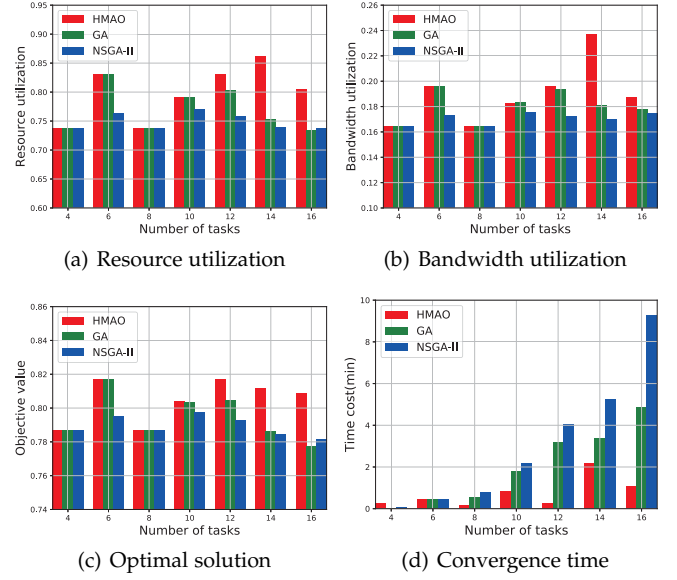 0.95
0.90
0.85
0.80
0.75
0.70
0.65
0.60
Resource utilization
HMAO
GA
NSGA-II
4 6 8 10 12 14 16
Number of tasks
(a) Resource utilization
0.26
0.24
0.22
0.20
0.18
0.16
0.14
0.12
0.10
Bandwidth utilization
HMAO
GA
NSGA-II
4 6 8 10 12 14 16
Number of tasks
(b) Bandwidth utilization
0.86
0.84
0.82
0.80
0.78
0.76
0.74
Objective value
HMAO
GA
NSGA-II
4 6 8 10 12 14 16
Number of tasks
(c) Optimal solution
10
8
6
4
2
0
Time cost(min)
HMAO
GA
NSGA-II
4 6 8 10 12 14 16
Number of tasks
(d) Convergence time